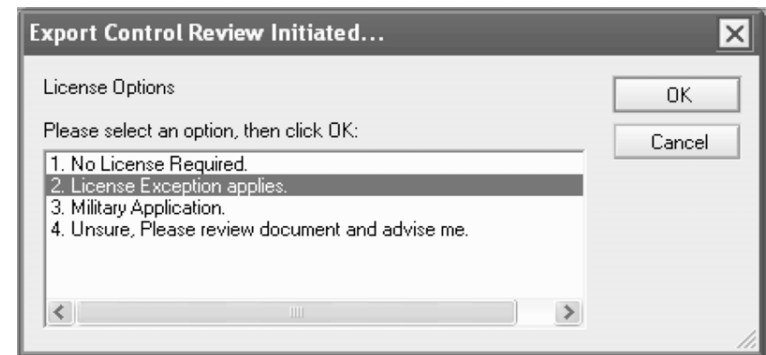 Export Control Review Initiated...
License Options
OK
Please select an option, then click OK:
Cancel
1. No License Required.
2. License Exception applies.
3. Military Application.
4. Unsure, Please review document and advise me.